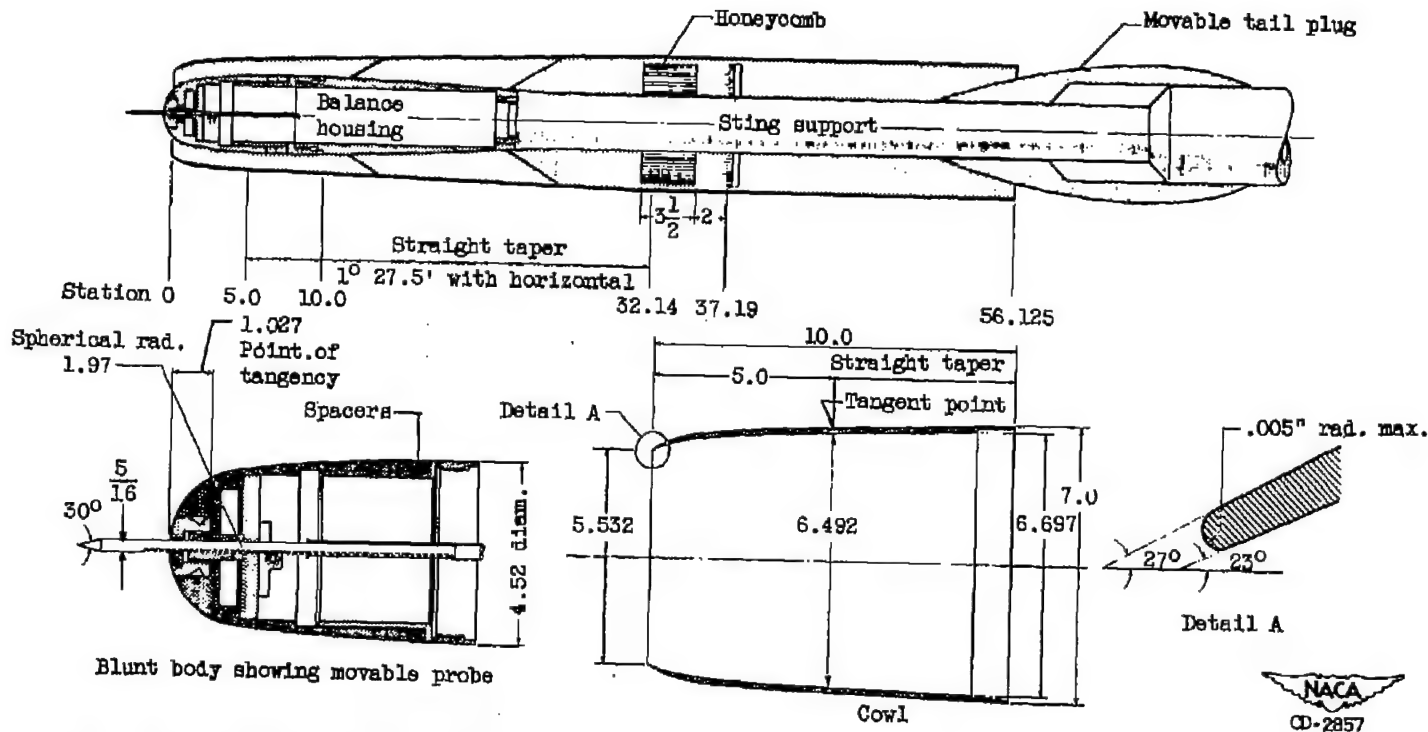 Honeycomb
Movable tail plug
Balance
housing
Sting support
3 1/2
2
Straight taper
1° 27.5' with horizontal
Station 0
5.0
10.0
32.14
37.19
56.125
Spherical rad.
1.97
1.027
Point.of
tangency
10.0
Straight taper
5.0
Spacers
Detail A
Tangent point
.005" rad. max.
5/16
30°
4.52 diam.
5.532
6.492
6.697
7.0
27°
23°
Detail A
Blunt body showing movable probe
Cowl
NACA
CD-2857